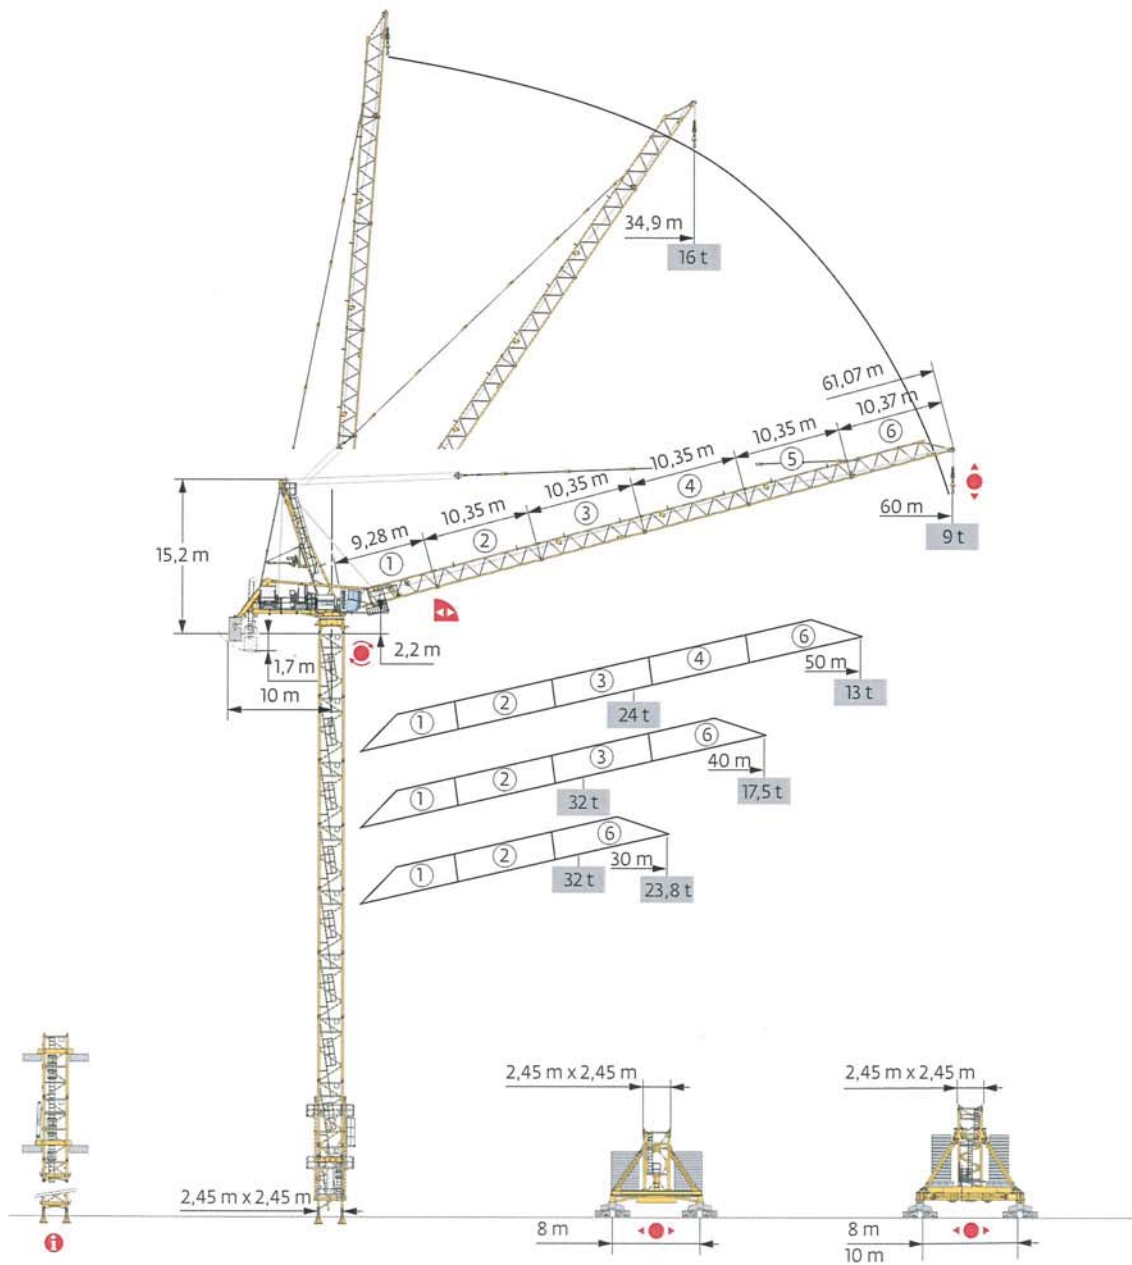 34,9 m
16 t
61,07 m
10,37 m
⑥
10,35 m
⑤
10,35 m
④
10,35 m
③
10,35 m
②
9,28 m
①
60 m
9 t
15,2 m
2,2 m
1,7 m
10 m
① ② ③ ④ ⑥
50 m
24 t
13 t
① ② ③ ⑥
40 m
32 t
17,5 t
① ② ⑥
30 m
32 t
23,8 t
2,45 m x 2,45 m
2,45 m x 2,45 m
2,45 m x 2,45 m
i
8 m
8 m
10 m